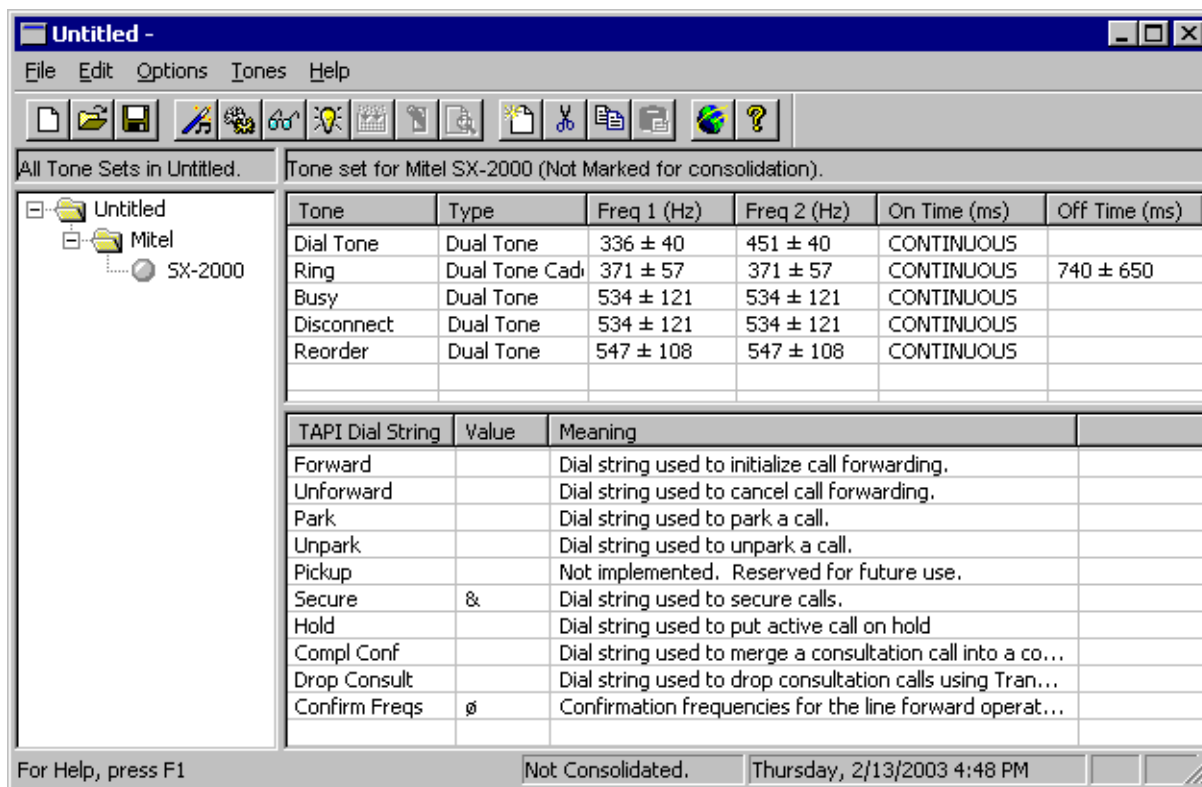 Untitled -
File Edit Options Tones Help
All Tone Sets in Untitled.
Tone set for Mitel SX-2000 (Not Marked for consolidation).
Untitled
Mitel
SX-2000
Tone Type Freq 1 (Hz) Freq 2 (Hz) On Time (ms) Off Time (ms)
Dial Tone Dual Tone 336 ± 40 451 ± 40 CONTINUOUS
Ring Dual Tone Cad 371 ± 57 371 ± 57 CONTINUOUS 740 ± 650
Busy Dual Tone 534 ± 121 534 ± 121 CONTINUOUS
Disconnect Dual Tone 534 ± 121 534 ± 121 CONTINUOUS
Reorder Dual Tone 547 ± 108 547 ± 108 CONTINUOUS
TAPI Dial String Value Meaning
Forward Dial string used to initialize call forwarding.
Unforward Dial string used to cancel call forwarding.
Park Dial string used to park a call.
Unpark Dial string used to unpark a call.
Pickup Not implemented. Reserved for future use.
Secure & Dial string used to secure calls.
Hold Dial string used to put active call on hold
Compl Conf Dial string used to merge a consultation call into a co...
Drop Consult Dial string used to drop consultation calls using Tran...
Confirm Freqs ø Confirmation frequencies for the line forward operat...
For Help, press F1
Not Consolidated.
Thursday, 2/13/2003 4:48 PM